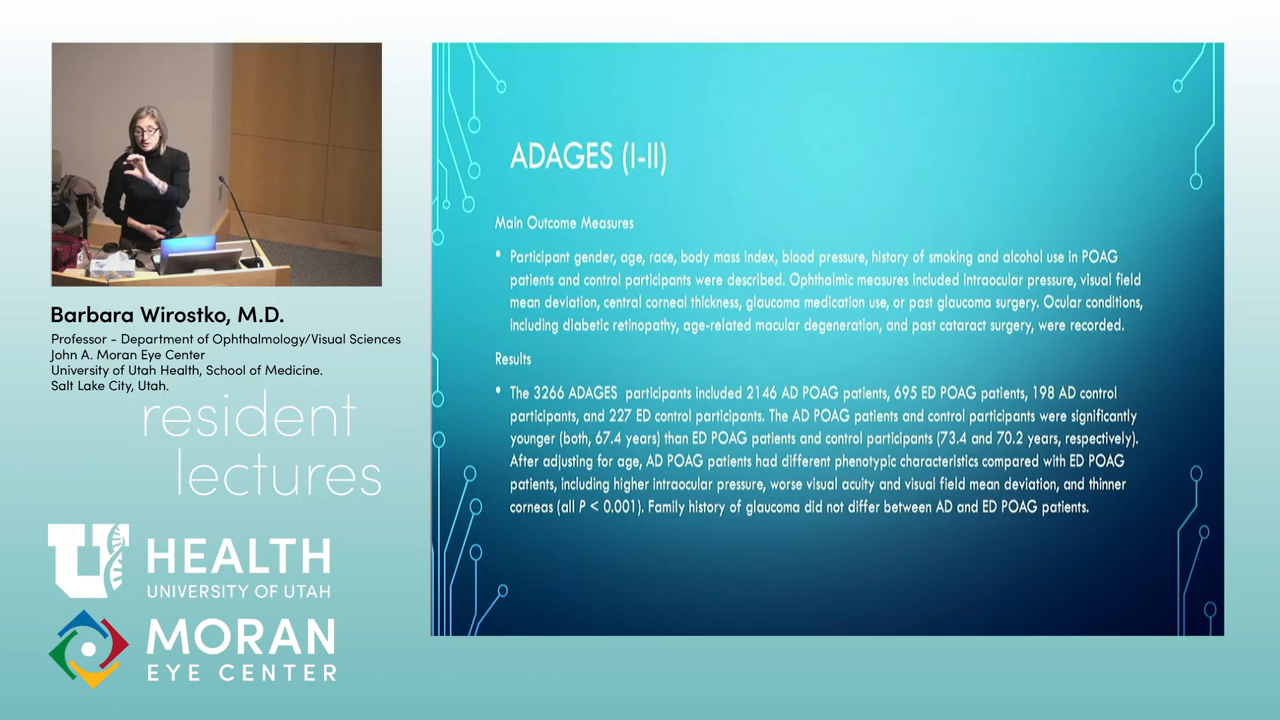 Barbara Wirostko, M.D.
Professor - Department of Ophthalmology/Visual Sciences
John A. Moran Eye Center
University of Utah Health, School of Medicine.
Salt Lake City, Utah.
resident
lectures
U HEALTH
UNIVERSITY OF UTAH
MORAN
EYE CENTER
ADAGES (I-II)
Main Outcome Measures
• Participant gender, age, race, body mass index, blood pressure, history of smoking and alcohol use in POAG
patients and control participants were described. Ophthalmic measures included intraocular pressure, visual field
mean deviation, central corneal thickness, glaucoma medication use, or past glaucoma surgery. Ocular conditions,
including diabetic retinopathy, age-related macular degeneration, and past cataract surgery, were recorded.
Results
• The 3266 ADAGES participants included 2146 AD POAG patients, 695 ED POAG patients, 198 AD control
participants, and 227 ED control participants. The AD POAG patients and control participants were significantly
younger (both, 67.4 years) than ED POAG patients and control participants (73.4 and 70.2 years, respectively).
After adjusting for age, AD POAG patients had different phenotypic characteristics compared with ED POAG
patients, including higher intraocular pressure, worse visual acuity and visual field mean deviation, and thinner
corneas (all P < 0.001). Family history of glaucoma did not differ between AD and ED POAG patients.